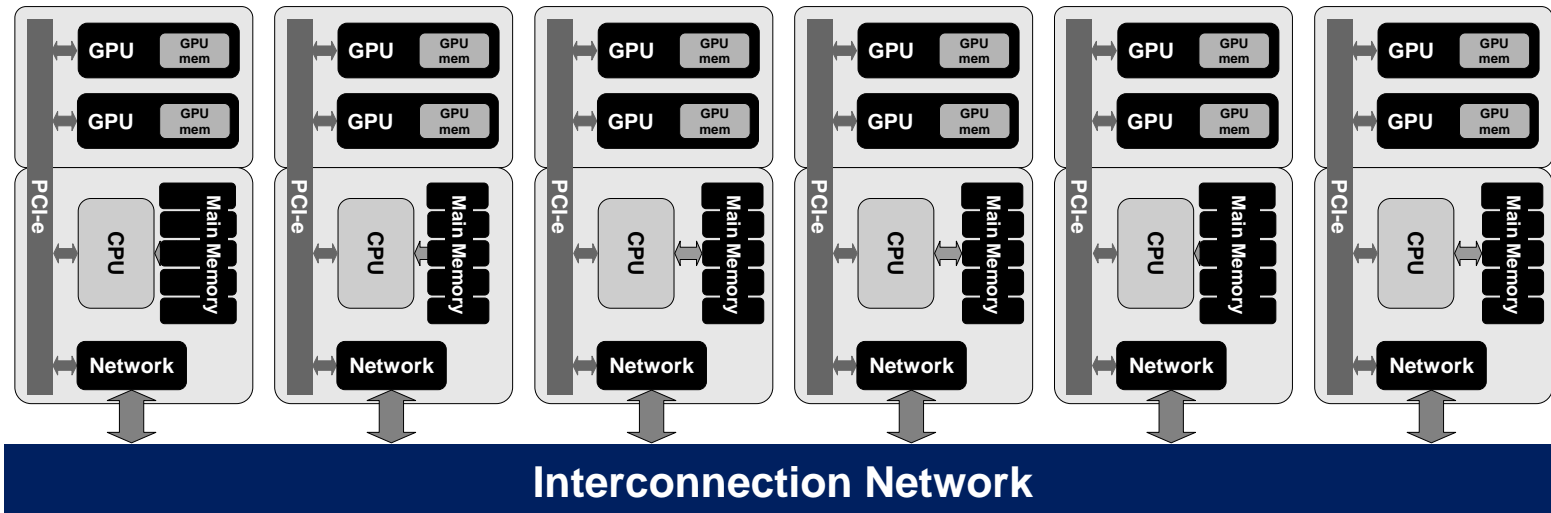 GPU
GPU
mem
GPU
GPU
mem
GPU
GPU
mem
GPU
GPU
mem
GPU
GPU
mem
GPU
GPU
mem
GPU
GPU
mem
GPU
GPU
mem
GPU
GPU
mem
GPU
GPU
mem
GPU
GPU
mem
GPU
GPU
mem
PCI-e
CPU
Main Memory
PCI-e
CPU
Main Memory
PCI-e
CPU
Main Memory
PCI-e
CPU
Main Memory
PCI-e
CPU
Main Memory
PCI-e
CPU
Main Memory
Network
Network
Network
Network
Network
Network
Interconnection Network